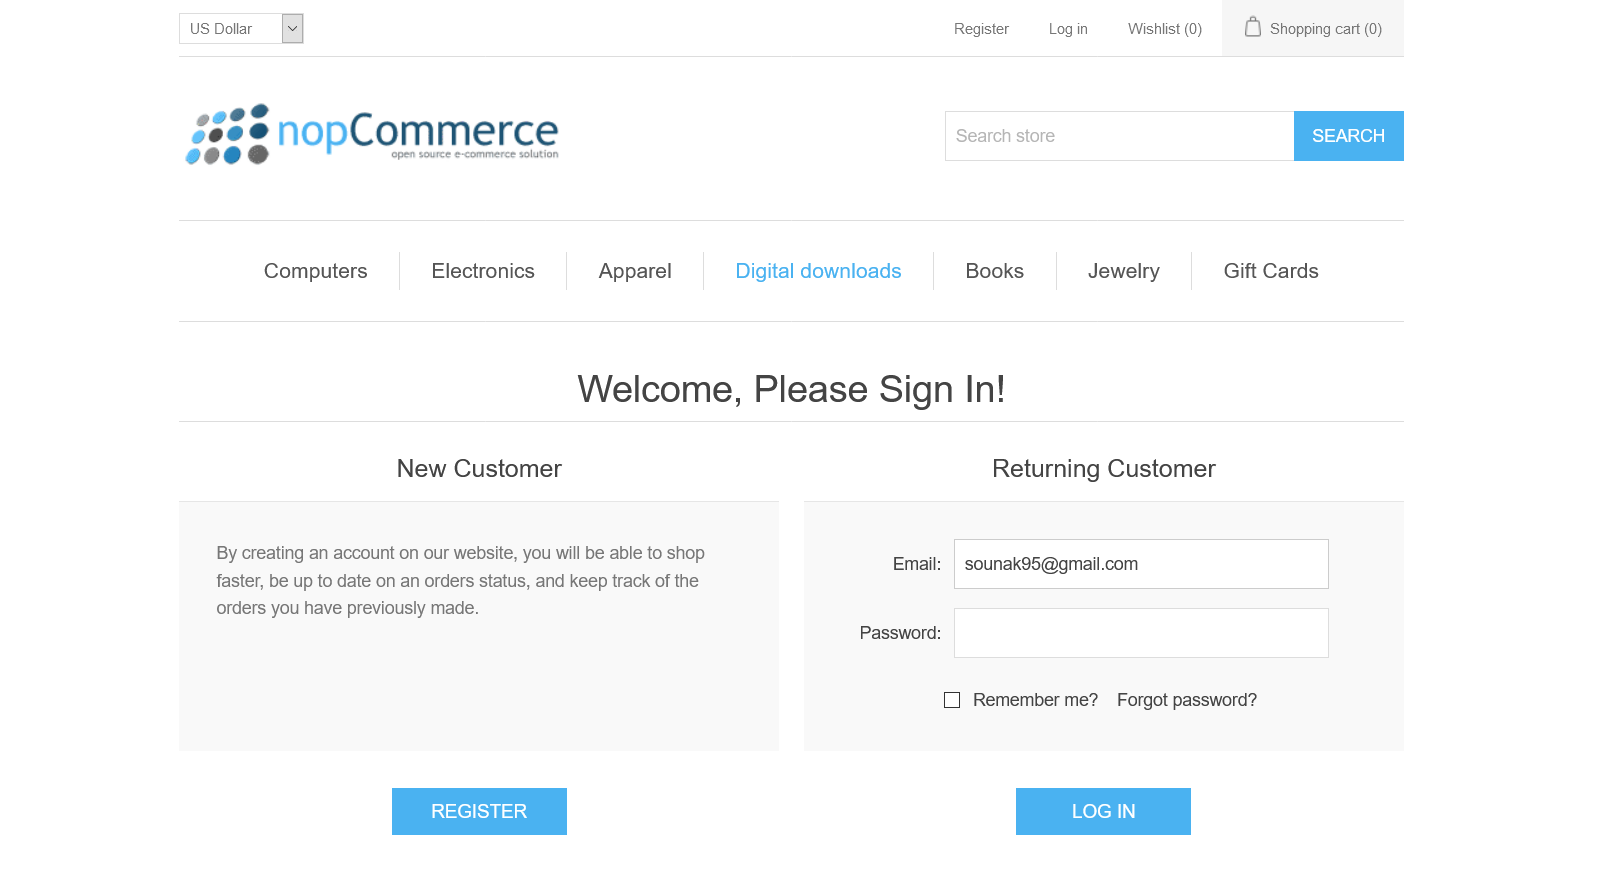 US Dollar
Register
Log in
Wishlist (0)
Shopping cart (0)
nopCommerce
open source e-commerce solution
Search store
SEARCH
Computers
Electronics
Apparel
Digital downloads
Books
Jewelry
Gift Cards
Welcome, Please Sign In!
New Customer
By creating an account on our website, you will be able to shop
faster, be up to date on an orders status, and keep track of the
orders you have previously made.
REGISTER
Returning Customer
Email:
sounak95@gmail.com
Password:
Remember me?
Forgot password?
LOG IN